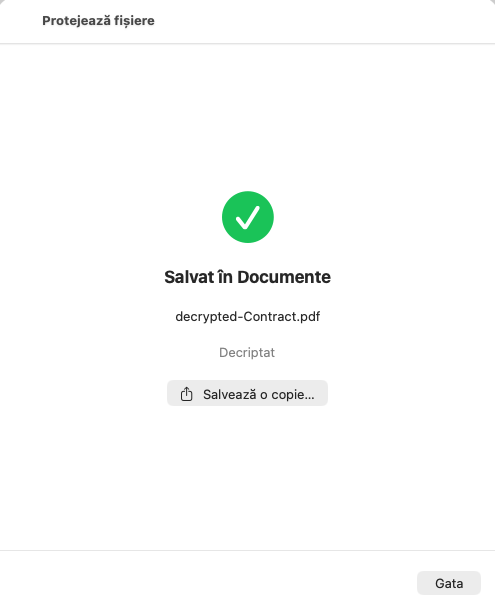 Protejează fișiere
Salvat în Documente
decrypted-Contract.pdf
Decriptat
Salvează o copie...
Gata